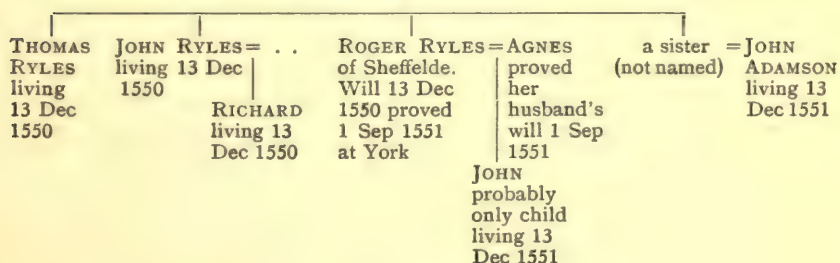 THOMAS
RYLES
living
13 Dec
1550
JOHN RYLES = . .
living 13 Dec
1550
RICHARD
living 13
Dec 1550
ROGER RYLES = AGNES
of Sheffelde.
Will 13 Dec
1550 proved
1 Sep 1551
at York
proved
her
husband's
will 1 Sep
1551
JOHN
probably
only child
living 13
Dec 1551
a sister = JOHN
(not named)
ADAMSON
living 13
Dec 1551